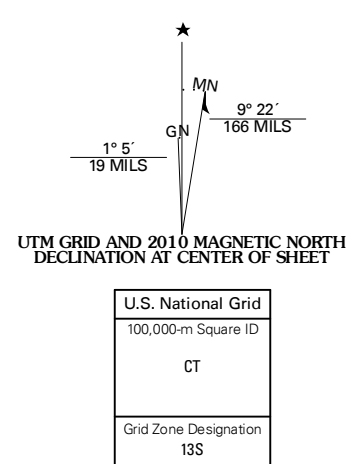 ★
MN
9° 22´
166 MILS
GN
1° 5´
19 MILS
UTM GRID AND 2010 MAGNETIC NORTH
DECLINATION AT CENTER OF SHEET
U.S. National Grid
100,000-m Square ID
CT
Grid Zone Designation
13S